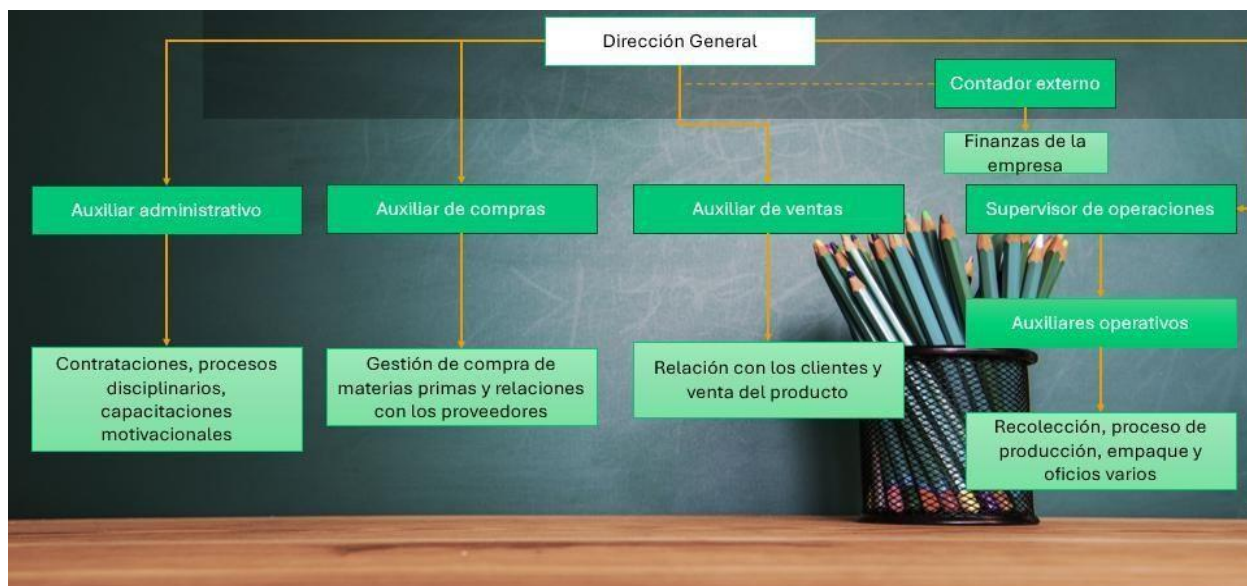 Dirección General
Contador externo
Finanzas de la
empresa
Auxiliar administrativo
Auxiliar de compras
Auxiliar de ventas
Supervisor de operaciones
Auxiliares operativos
Contrataciones, procesos
disciplinarios,
capacitaciones
motivacionales
Gestión de compra de
materias primas y relaciones
con los proveedores
Relación con los clientes y
venta del producto
Recolección, proceso de
producción, empaque y
oficios varios